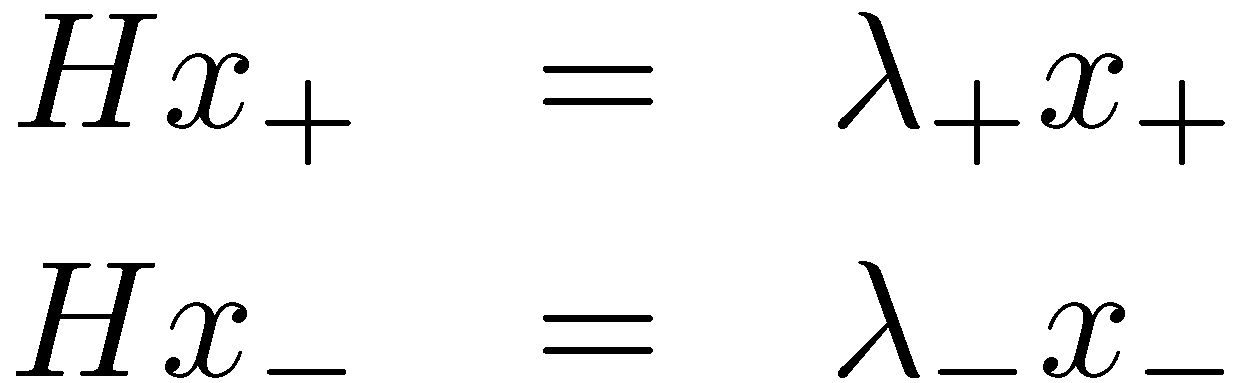 Hx₊ = λ₊x₊
Hx₋ = λ₋x₋